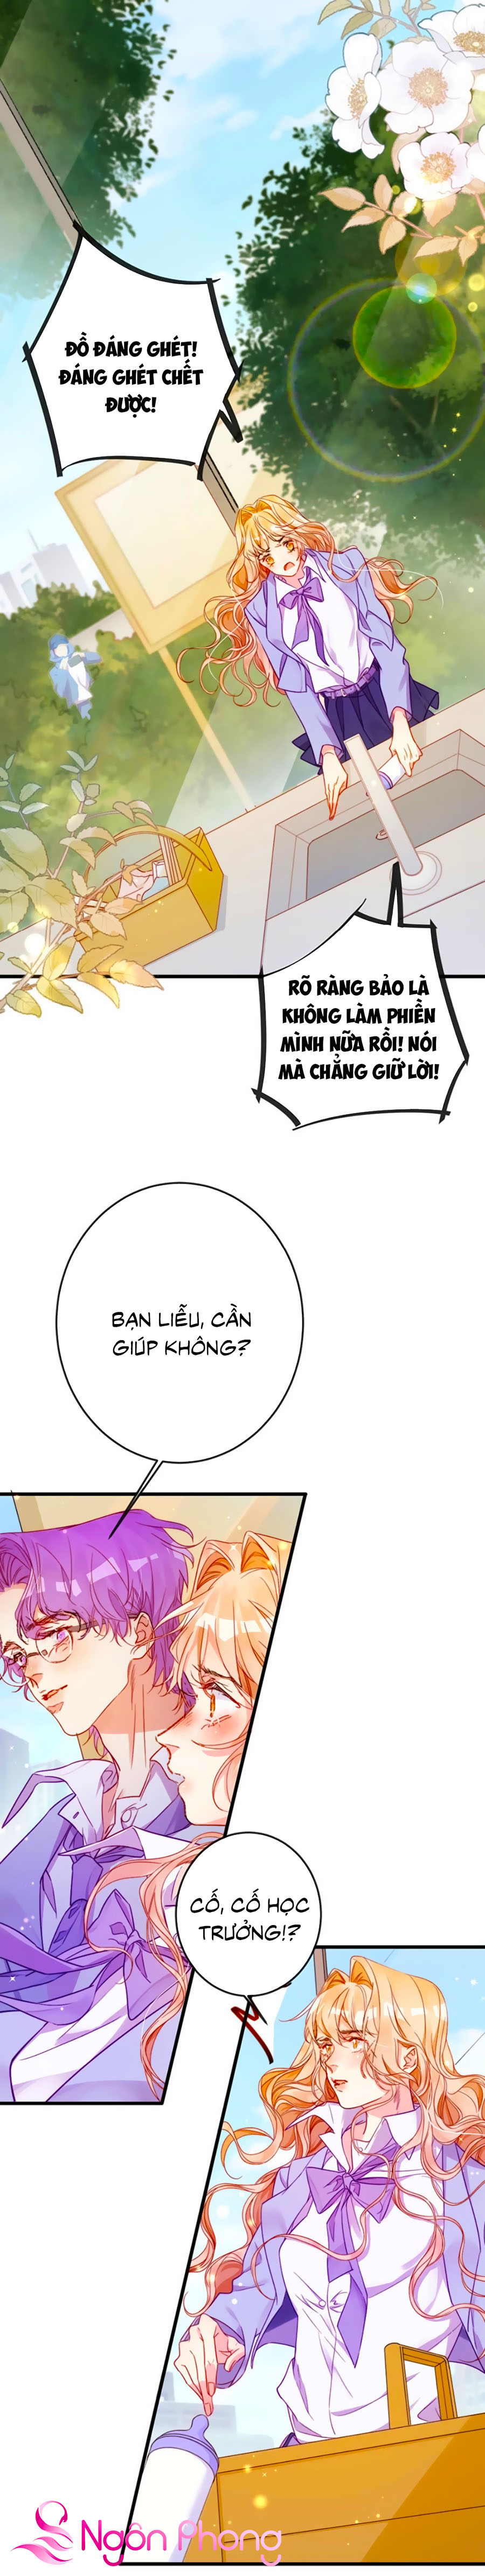 ĐỒ ĐÁNG GHÉT!
ĐÁNG GHÉT CHẾT
ĐƯỢC!
RÕ RÀNG BẢO LÀ
KHÔNG LÀM PHIỀN
MÌNH NỮA RỒI! NÓI
MÀ CHẲNG GIỮ LỜI!
BẠN LIỄU, CẦN
GIÚP KHÔNG?
CỐ, CỐ HỌC
TRƯỞNG!?
Ngôn Phong